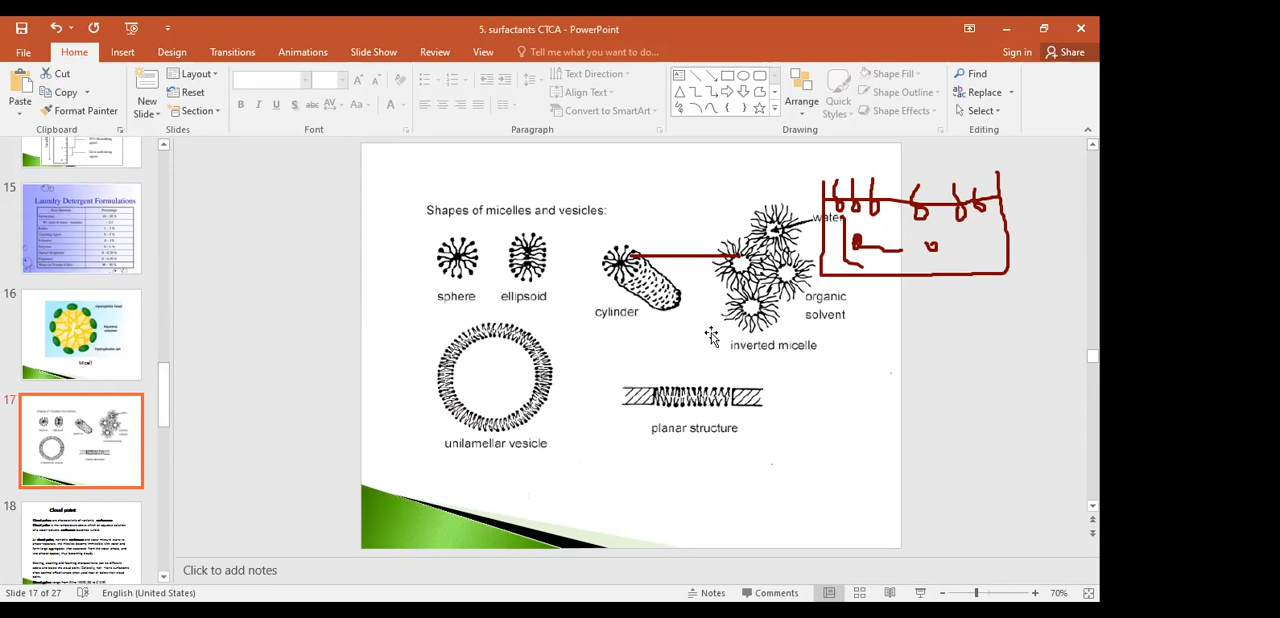 5. surfactants CTCA - PowerPoint
File Home Insert Design Transitions Animations Slide Show Review View Tell me what you want to do... Sign in Share
Paste Cut Copy Format Painter
Clipboard
New Slide Layout Reset Section
Slides
B I U S abc AV Aa A
Font
Text Direction Align Text Convert to SmartArt
Paragraph
Arrange Quick Styles Shape Fill Shape Outline Shape Effects
Drawing
Find Replace Select
Editing
15
Laundry Detergent Formulations
16
17
18
Cloud point
Shapes of micelles and vesicles:
water
sphere ellipsoid
cylinder
organic
solvent
inverted micelle
unilamellar vesicle
planar structure
Click to add notes
Slide 17 of 27 English (United States) Notes Comments 70%